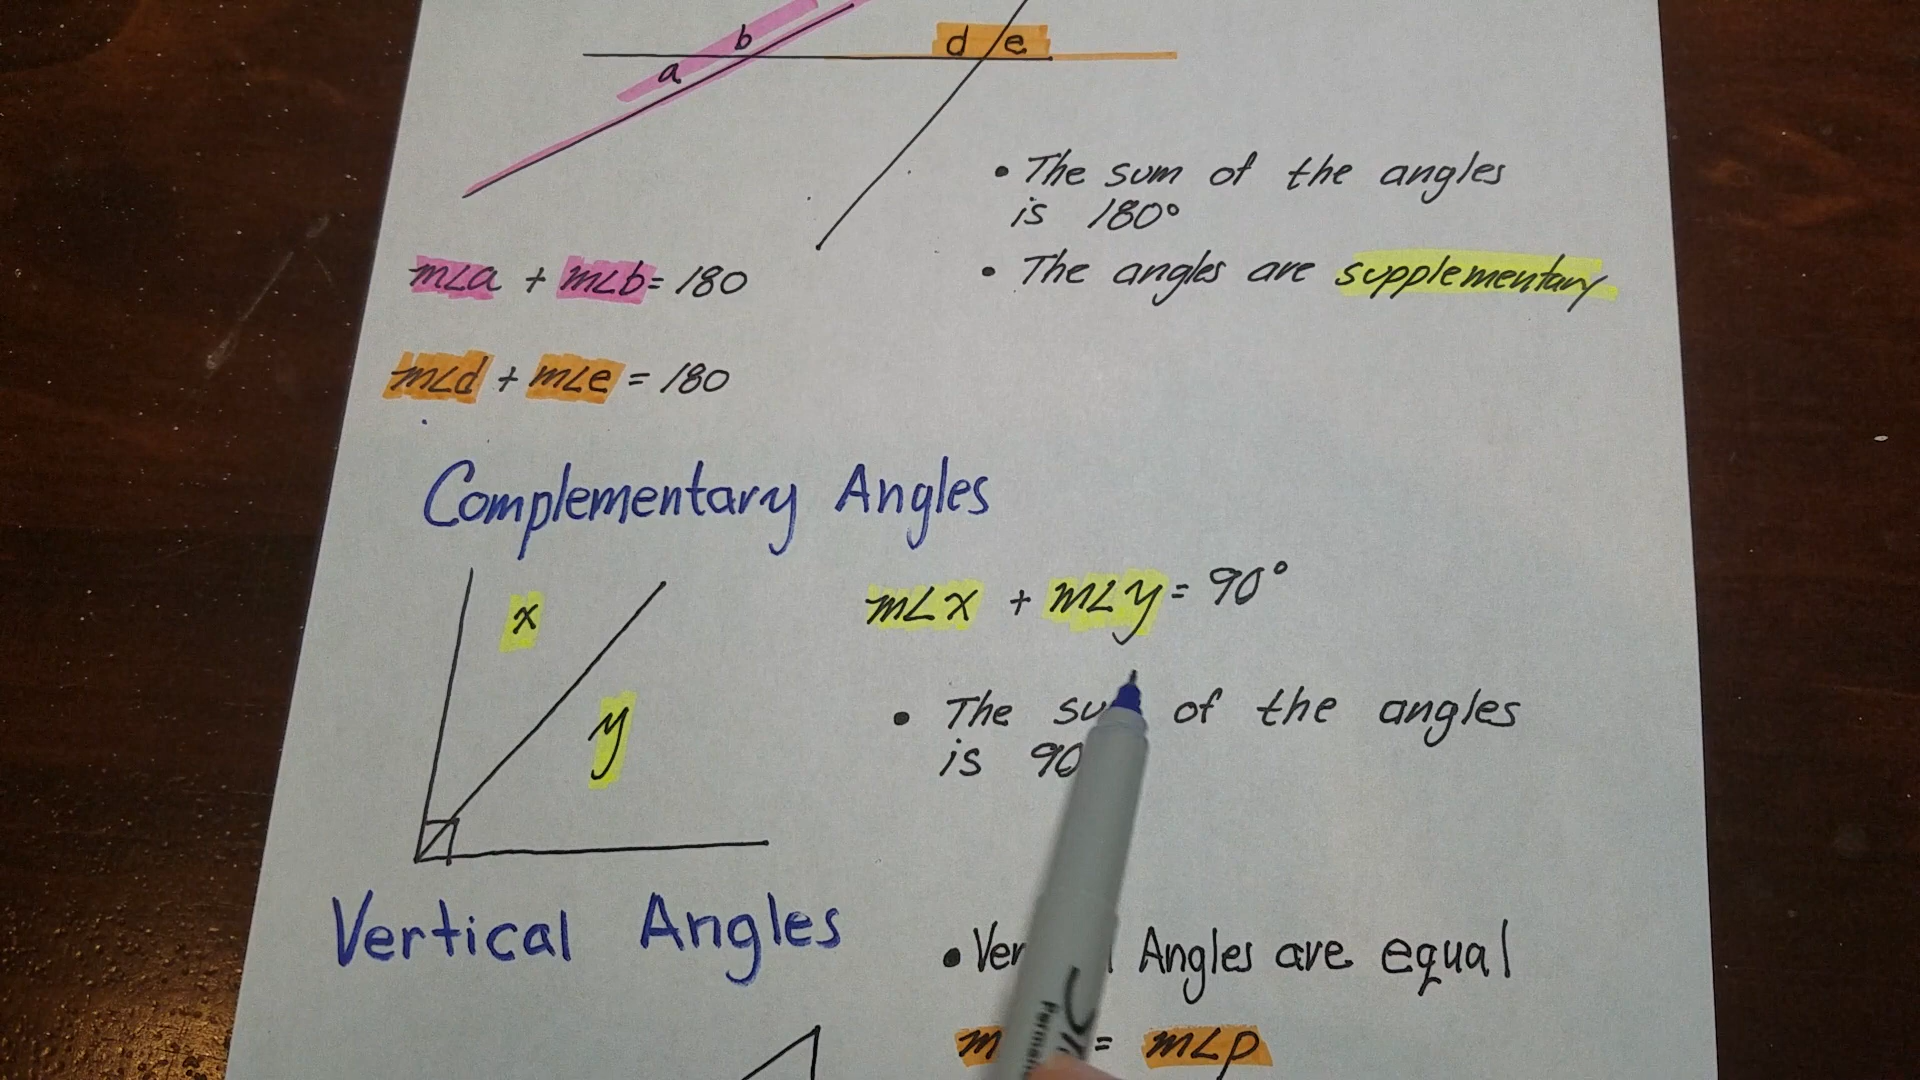 b
a
d e
• The sum of the angles
is 180°
• The angles are supplementary
m∠a + m∠b = 180
m∠d + m∠e = 180
Complementary Angles
x
y
m∠x + m∠y = 90°
• The of the angles
is 90
Vertical Angles
• Angles are equal
= m∠p